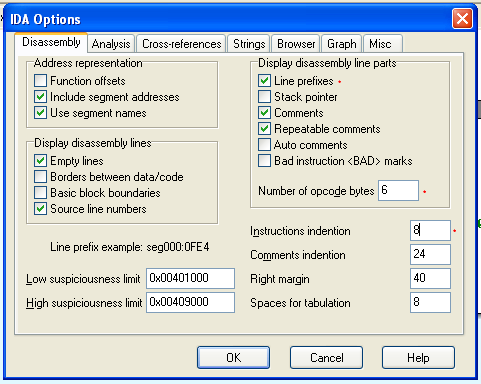 IDA Options
Disassembly Analysis Cross-references Strings Browser Graph Misc
Address representation
Function offsets
Include segment addresses
Use segment names
Display disassembly lines
Empty lines
Borders between data/code
Basic block boundaries
Source line numbers
Line prefix example: seg000:0FE4
Low suspiciousness limit 0x00401000
High suspiciousness limit 0x00409000
Display disassembly line parts
Line prefixes
Stack pointer
Comments
Repeatable comments
Auto comments
Bad instruction <BAD> marks
Number of opcode bytes 6
Instructions indention 8
Comments indention 24
Right margin 40
Spaces for tabulation 8
OK Cancel Help